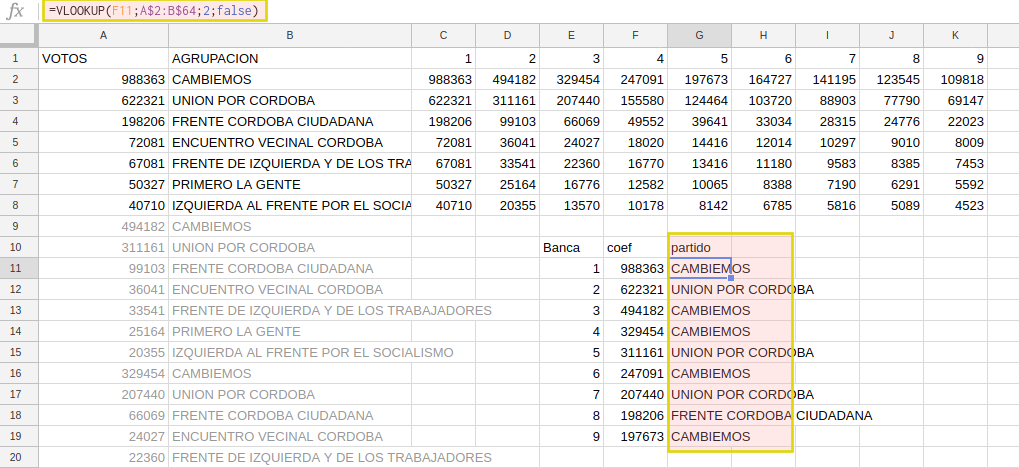 fx =VLOOKUP(F11;A$2:B$64;2;false)
A B C D E F G H I J K
1 VOTOS AGRUPACION 1 2 3 4 5 6 7 8 9
2 988363 CAMBIEMOS 988363 494182 329454 247091 197673 164727 141195 123545 109818
3 622321 UNION POR CORDOBA 622321 311161 207440 155580 124464 103720 88903 77790 69147
4 198206 FRENTE CORDOBA CIUDADANA 198206 99103 66069 49552 39641 33034 28315 24776 22023
5 72081 ENCUENTRO VECINAL CORDOBA 72081 36041 24027 18020 14416 12014 10297 9010 8009
6 67081 FRENTE DE IZQUIERDA Y DE LOS TRA 67081 33541 22360 16770 13416 11180 9583 8385 7453
7 50327 PRIMERO LA GENTE 50327 25164 16776 12582 10065 8388 7190 6291 5592
8 40710 IZQUIERDA AL FRENTE POR EL SOCIA 40710 20355 13570 10178 8142 6785 5816 5089 4523
9 494182 CAMBIEMOS
10 311161 UNION POR CORDOBA Banca coef partido
11 99103 FRENTE CORDOBA CIUDADANA 1 988363 CAMBIEMOS
12 36041 ENCUENTRO VECINAL CORDOBA 2 622321 UNION POR CORDOBA
13 33541 FRENTE DE IZQUIERDA Y DE LOS TRABAJADORES 3 494182 CAMBIEMOS
14 25164 PRIMERO LA GENTE 4 329454 CAMBIEMOS
15 20355 IZQUIERDA AL FRENTE POR EL SOCIALISMO 5 311161 UNION POR CORDOBA
16 329454 CAMBIEMOS 6 247091 CAMBIEMOS
17 207440 UNION POR CORDOBA 7 207440 UNION POR CORDOBA
18 66069 FRENTE CORDOBA CIUDADANA 8 198206 FRENTE CORDOBA CIUDADANA
19 24027 ENCUENTRO VECINAL CORDOBA 9 197673 CAMBIEMOS
20 22360 FRENTE DE IZQUIERDA Y DE LOS TRABAJADORES